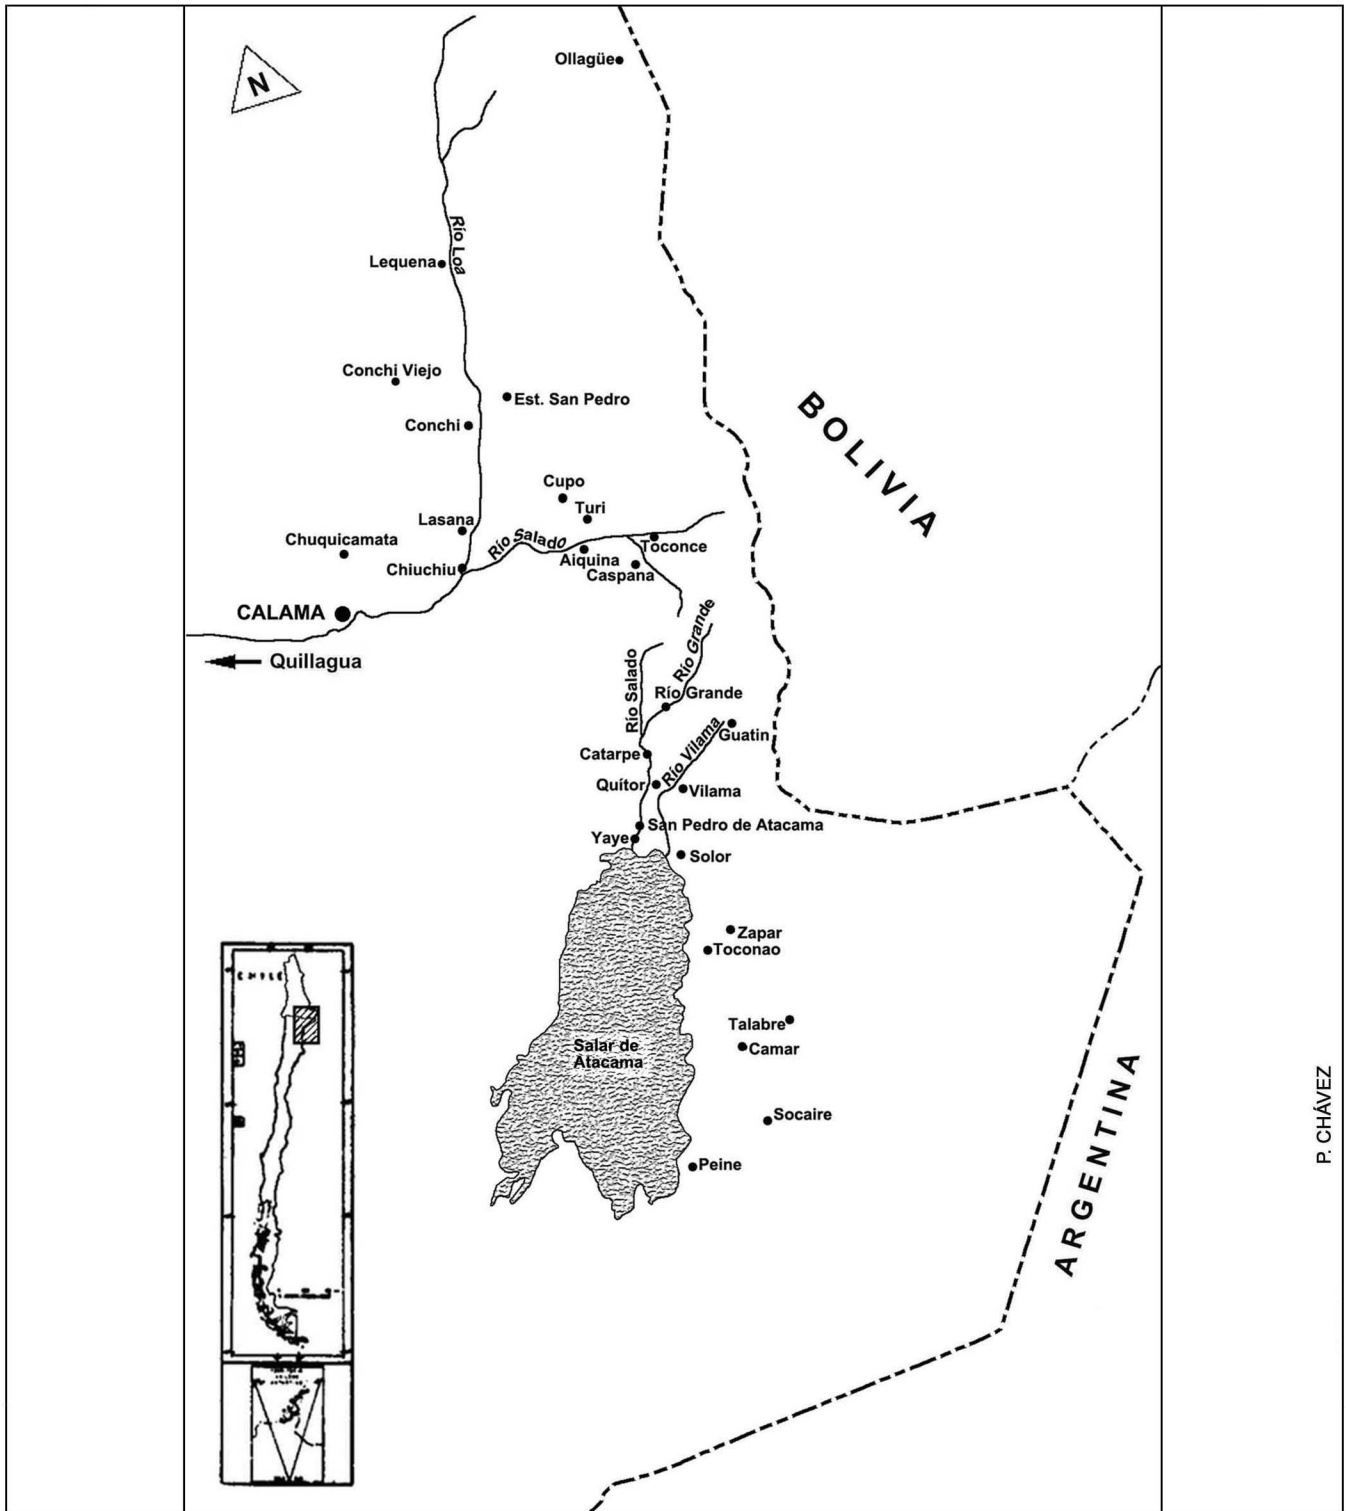 Ollagüe
N
Río Loa
Lequena
Conchi Viejo
Est. San Pedro
Conchi
BOLIVIA
Cupo
Turi
Lasana
Chuquicamata
Río Salado
Toconce
Aiquina
Chiuchiu
Caspana
CALAMA
Quillagua
Río Grande
Río Salado
Río Grande
Río Vilama
Guatin
Catarpe
Quítor
Vilama
San Pedro de Atacama
Yaye
Solor
Zapar
Toconao
CHILE
Talabre
Salar de
Atacama
Camar
ARGENTINA
P. CHÁVEZ
Socaire
Peine